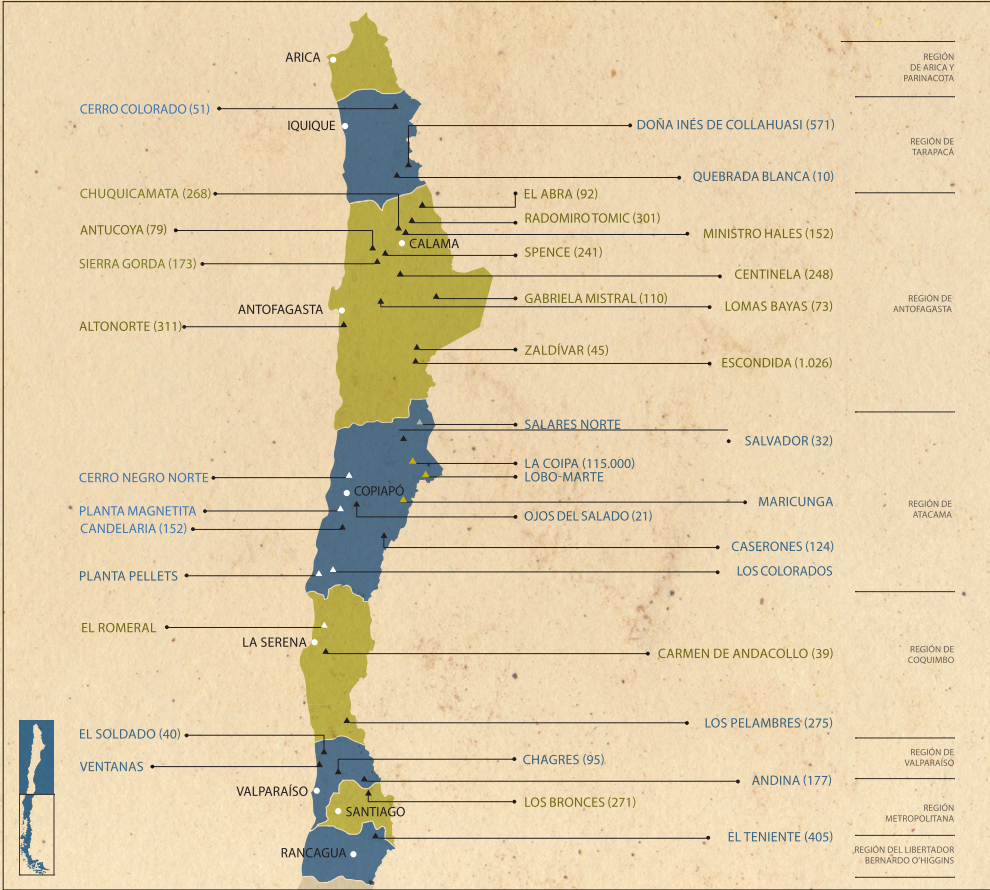 ARICA
REGIÓN
DE ARICA Y
PARINACOTA
CERRO COLORADO (51)
IQUIQUE
DOÑA INÉS DE COLLAHUASI (571)
REGIÓN DE
TARAPACÁ
QUEBRADA BLANCA (10)
CHUQUICAMATA (268)
EL ABRA (92)
RADOMIRO TOMIC (301)
ANTUCOYA (79)
MINISTRO HALES (152)
CALAMA
SPENCE (241)
SIERRA GORDA (173)
CENTINELA (248)
GABRIELA MISTRAL (110)
LOMAS BAYAS (73)
REGIÓN DE
ANTOFAGASTA
ANTOFAGASTA
ALTONORTE (311)
ZALDÍVAR (45)
ESCONDIDA (1.026)
SALARES NORTE
SALVADOR (32)
LA COIPA (115.000)
LOBO-MARTE
CERRO NEGRO NORTE
COPIAPÓ
MARICUNGA
REGIÓN DE
ATACAMA
PLANTA MAGNETITA
OJOS DEL SALADO (21)
CANDELARIA (152)
CASERONES (124)
LOS COLORADOS
PLANTA PELLETS
EL ROMERAL
LA SERENA
CARMEN DE ANDACOLLO (39)
REGIÓN DE
COQUIMBO
LOS PELAMBRES (275)
EL SOLDADO (40)
CHAGRES (95)
REGIÓN DE
VALPARAÍSO
VENTANAS
ANDINA (177)
VALPARAÍSO
LOS BRONCES (271)
SANTIAGO
REGIÓN
METROPOLITANA
EL TENIENTE (405)
RANCAGUA
REGIÓN DEL LIBERTADOR
BERNARDO O'HIGGINS